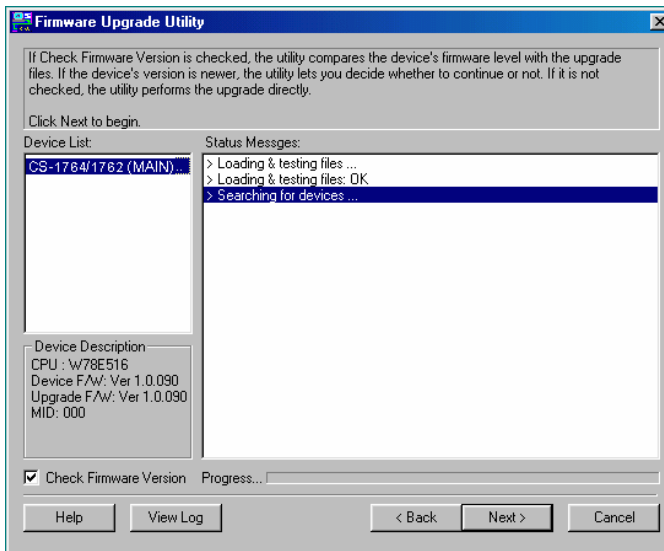 Firmware Upgrade Utility
If Check Firmware Version is checked, the utility compares the device's firmware level with the upgrade
files. If the device's version is newer, the utility lets you decide whether to continue or not. If it is not
checked, the utility performs the upgrade directly.
Click Next to begin.
Device List:
CS-1764/1762 (MAIN)...
Status Messges:
> Loading & testing files ...
> Loading & testing files: OK
> Searching for devices ...
Device Description
CPU : W78E516
Device F/W: Ver 1.0.090
Upgrade F/W: Ver 1.0.090
MID: 000
Check Firmware Version
Progress...
Help
View Log
< Back
Next >
Cancel